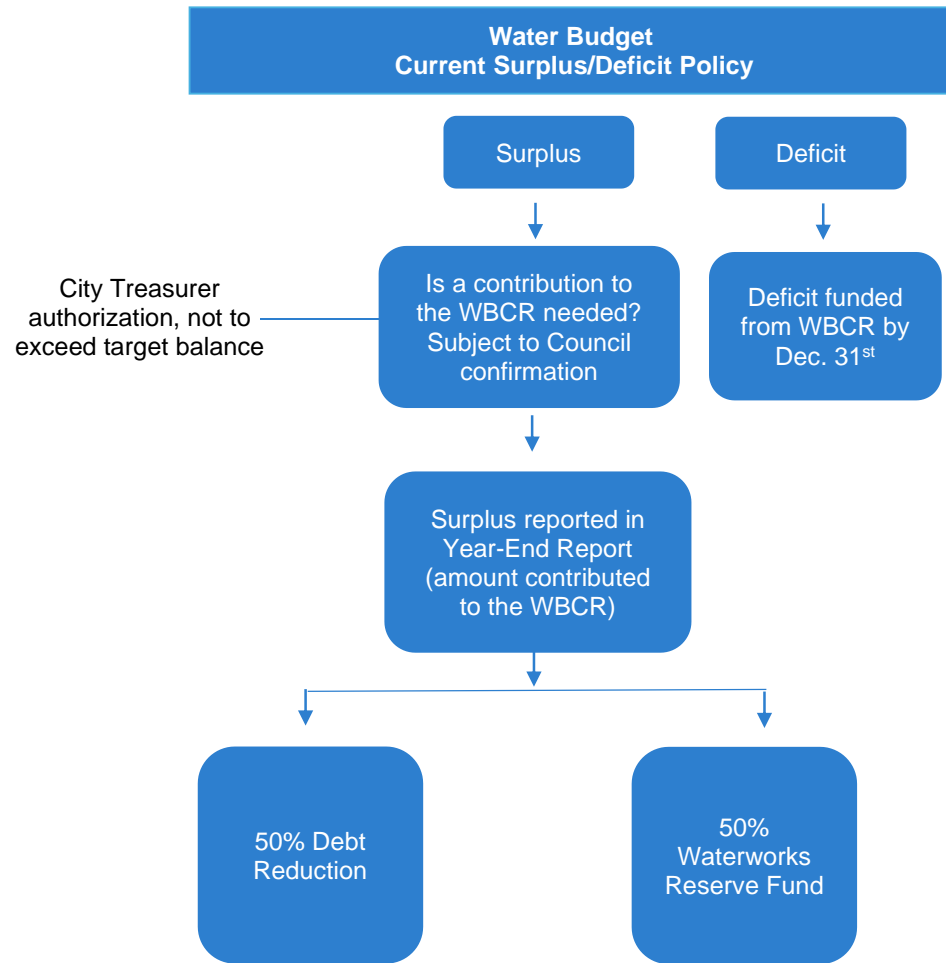 Water Budget
Current Surplus/Deficit Policy
Surplus
Deficit
City Treasurer
authorization, not to
exceed target balance
Is a contribution to
the WBCR needed?
Subject to Council
confirmation
Deficit funded
from WBCR by
Dec. 31st
Surplus reported in
Year-End Report
(amount contributed
to the WBCR)
50% Debt
Reduction
50%
Waterworks
Reserve Fund